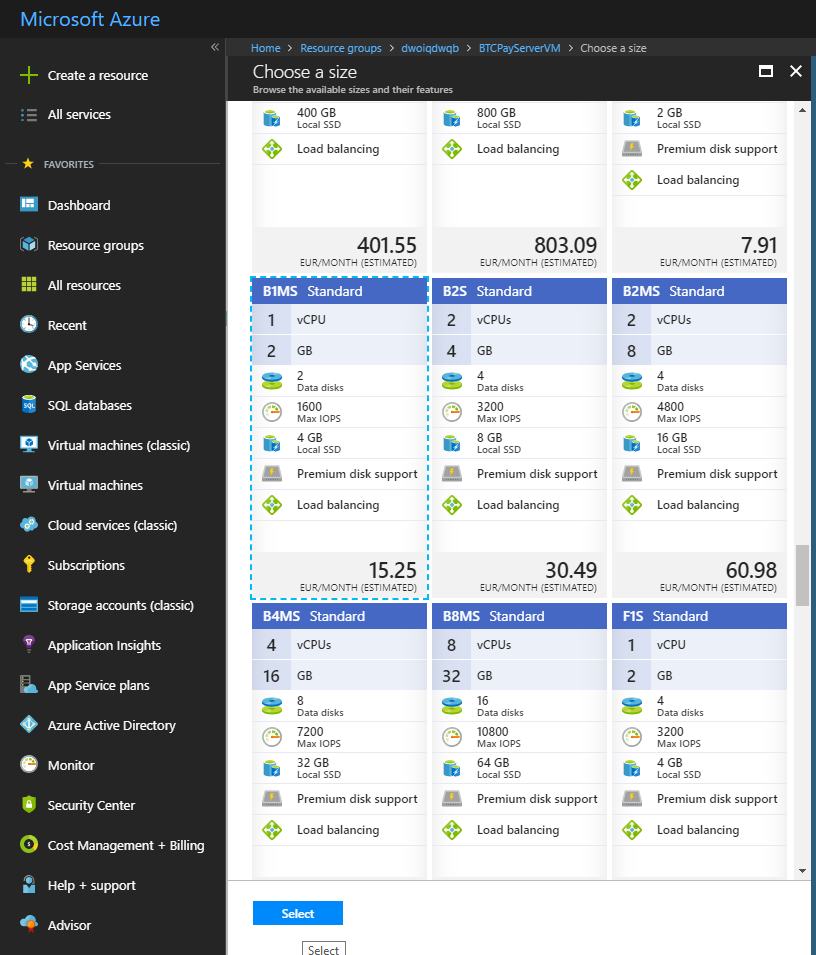 Microsoft Azure
«
Create a resource
All services
FAVORITES
Dashboard
Resource groups
All resources
Recent
App Services
SQL databases
Virtual machines (classic)
Virtual machines
Cloud services (classic)
Subscriptions
Storage accounts (classic)
Application Insights
App Service plans
Azure Active Directory
Monitor
Security Center
Cost Management + Billing
Help + support
Advisor
Home > Resource groups > dwoiqdwqb > BTCPayServerVM > Choose a size
Choose a size
Browse the available sizes and their features
400 GB
Local SSD
Load balancing
401.55
EUR/MONTH (ESTIMATED)
800 GB
Local SSD
Load balancing
803.09
EUR/MONTH (ESTIMATED)
2 GB
Local SSD
Premium disk support
Load balancing
7.91
EUR/MONTH (ESTIMATED)
B1MS Standard
1 vCPU
2 GB
2
Data disks
1600
Max IOPS
4 GB
Local SSD
Premium disk support
Load balancing
15.25
EUR/MONTH (ESTIMATED)
B2S Standard
2 vCPUs
4 GB
4
Data disks
3200
Max IOPS
8 GB
Local SSD
Premium disk support
Load balancing
30.49
EUR/MONTH (ESTIMATED)
B2MS Standard
2 vCPUs
8 GB
4
Data disks
4800
Max IOPS
16 GB
Local SSD
Premium disk support
Load balancing
60.98
EUR/MONTH (ESTIMATED)
B4MS Standard
4 vCPUs
16 GB
8
Data disks
7200
Max IOPS
32 GB
Local SSD
Premium disk support
Load balancing
B8MS Standard
8 vCPUs
32 GB
16
Data disks
10800
Max IOPS
64 GB
Local SSD
Premium disk support
Load balancing
F1S Standard
1 vCPU
2 GB
4
Data disks
3200
Max IOPS
4 GB
Local SSD
Premium disk support
Load balancing
Select
Select